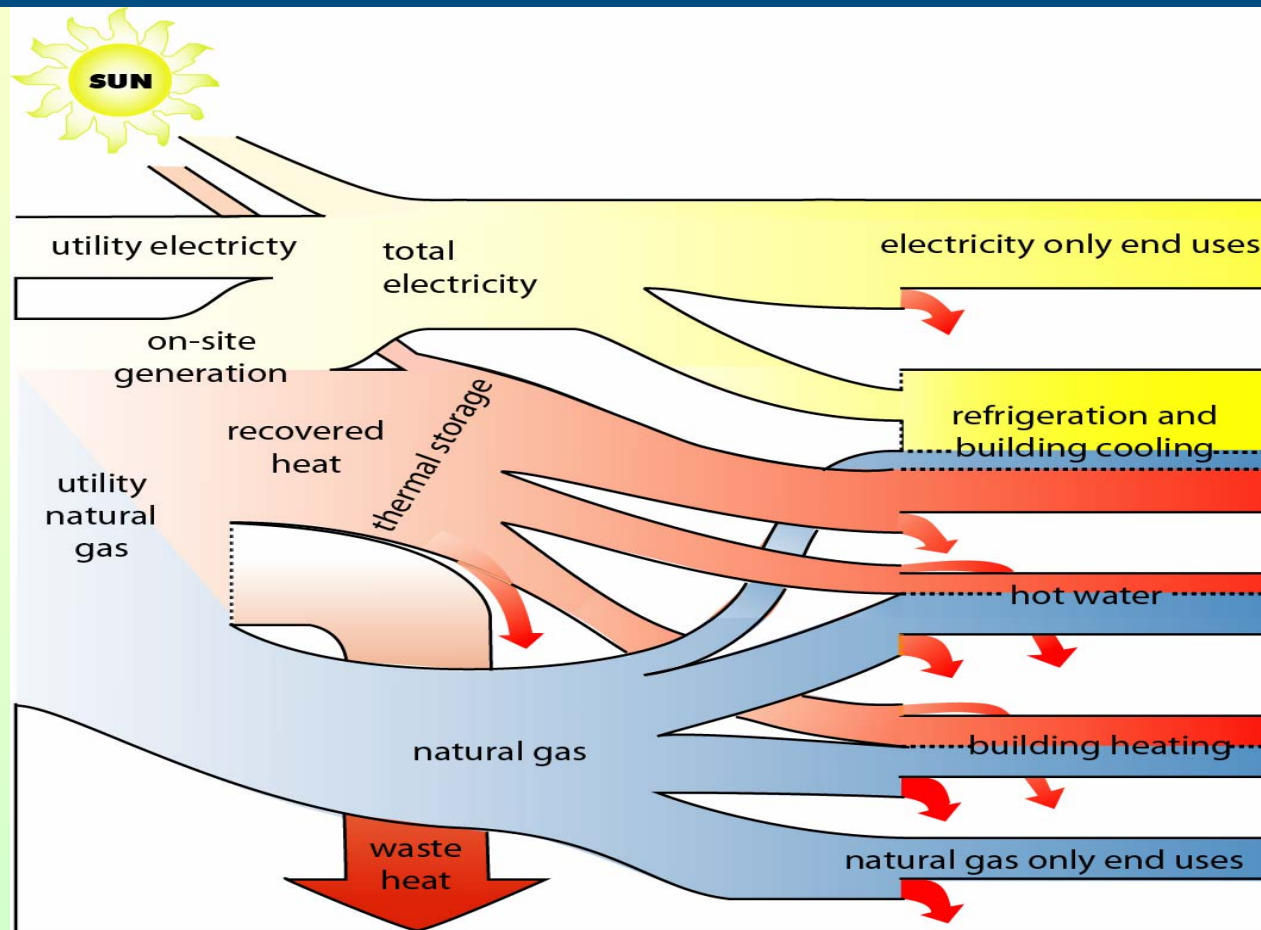 SUN
utility electricty
total
electricity
electricity only end uses
on-site
generation
recovered
heat
thermal storage
refrigeration and
building cooling
utility
natural
gas
hot water
natural gas
building heating
waste
heat
natural gas only end uses